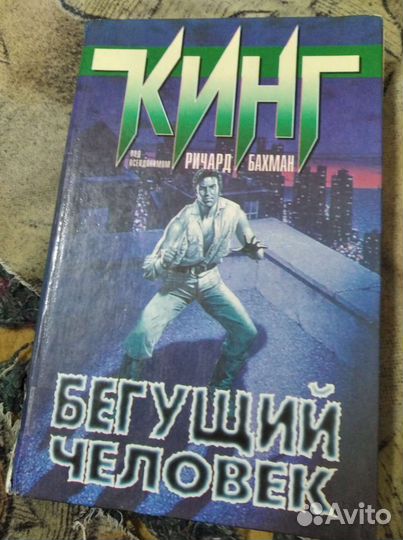 КИНГ
под псевдонимом РИЧАРД БАХМАН
БЕГУЩИЙ
ЧЕЛОВЕК
Avito